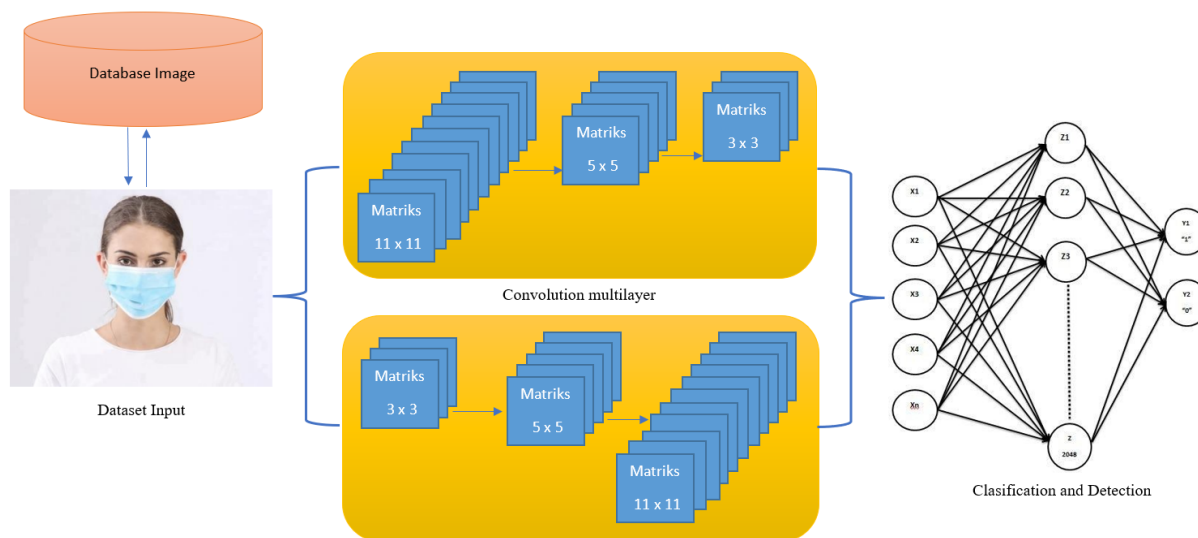 Database Image
Dataset Input
Matriks
11 x 11
Matriks
5 x 5
Matriks
3 x 3
Convolution multilayer
Matriks
3 x 3
Matriks
5 x 5
Matriks
11 x 11
X1
X2
X3
X4
Xn
Z1
Z2
Z3
Z
2048
Y1
"1"
Y2
"0"
Clasification and Detection